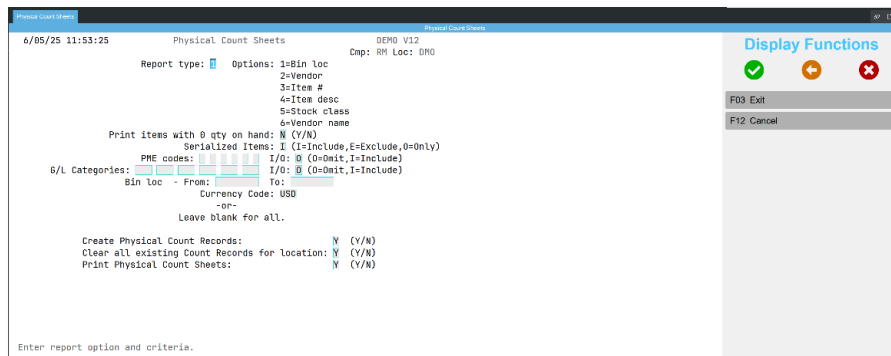 Physical Count Sheets
Physical Count Sheets
6/05/25 11:53:25 Physical Count Sheets DEMO V12
Cmp: RM Loc: DMO
Report type: 1 Options: 1=Bin loc
2=Vendor
3=Item #
4=Item desc
5=Stock class
6=Vendor name
Print items with 0 qty on hand: N (Y/N)
Serialized Items: I (I=Include,E=Exclude,O=Only)
PME codes: I/O: O (O=Omit,I=Include)
G/L Categories: I/O: O (O=Omit,I=Include)
Bin loc - From: To:
Currency Code: USD
-or-
Leave blank for all.
Create Physical Count Records: Y (Y/N)
Clear all existing Count Records for location: Y (Y/N)
Print Physical Count Sheets: Y (Y/N)
Enter report option and criteria.
Display Functions
F03 Exit
F12 Cancel